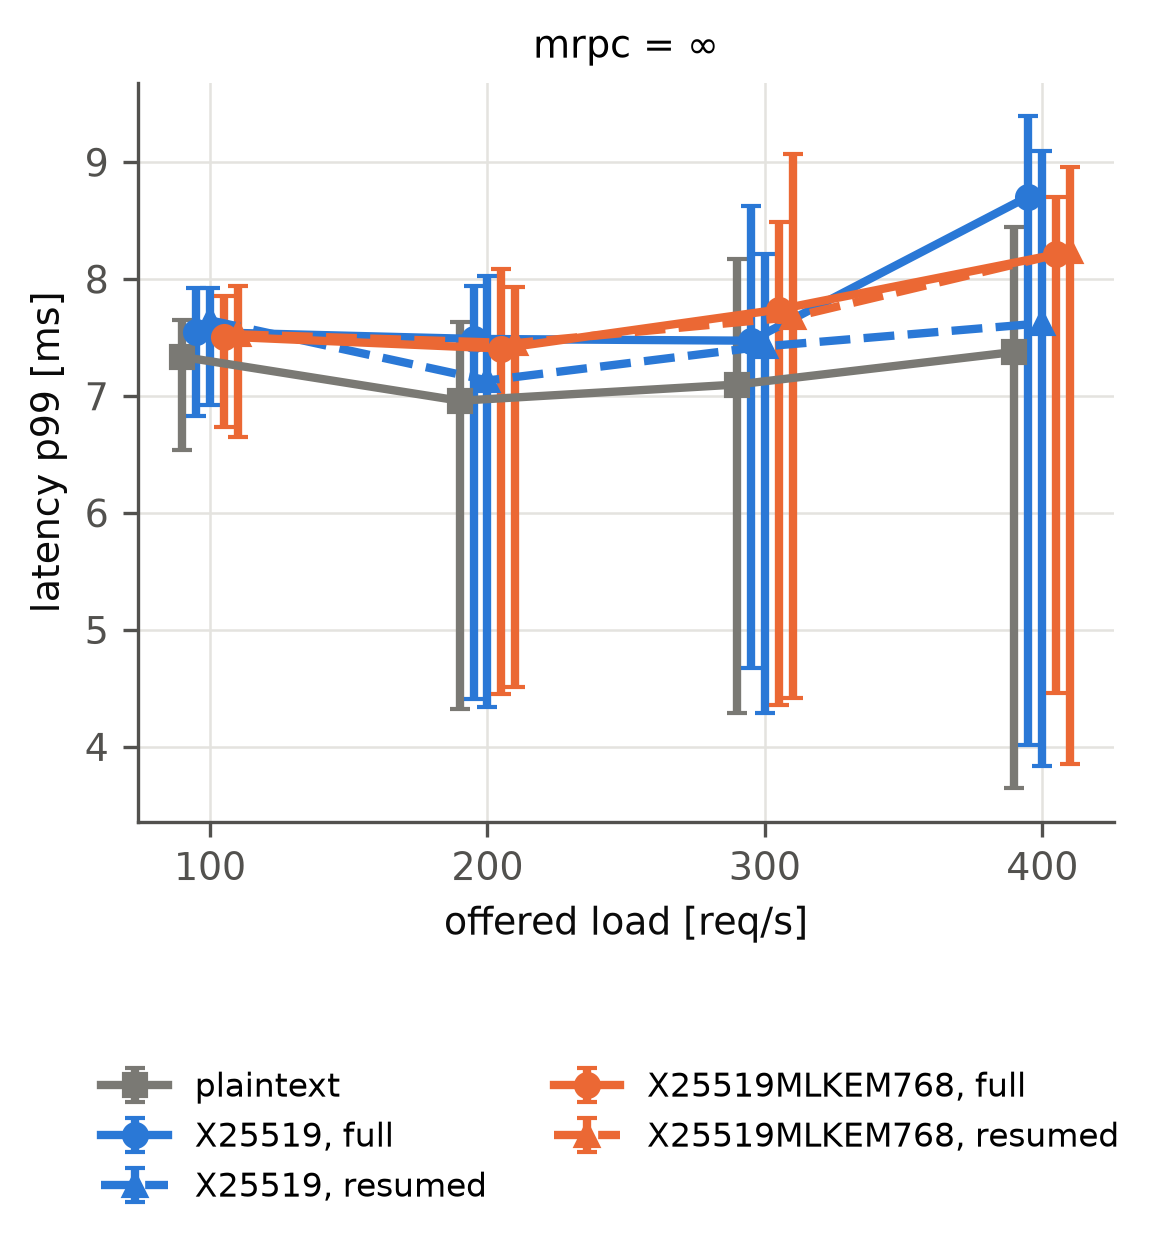 mrpc = ∞
latency p99 [ms]
9
8
7
6
5
4
100 200 300 400
offered load [req/s]
plaintext
X25519, full
X25519, resumed
X25519MLKEM768, full
X25519MLKEM768, resumed